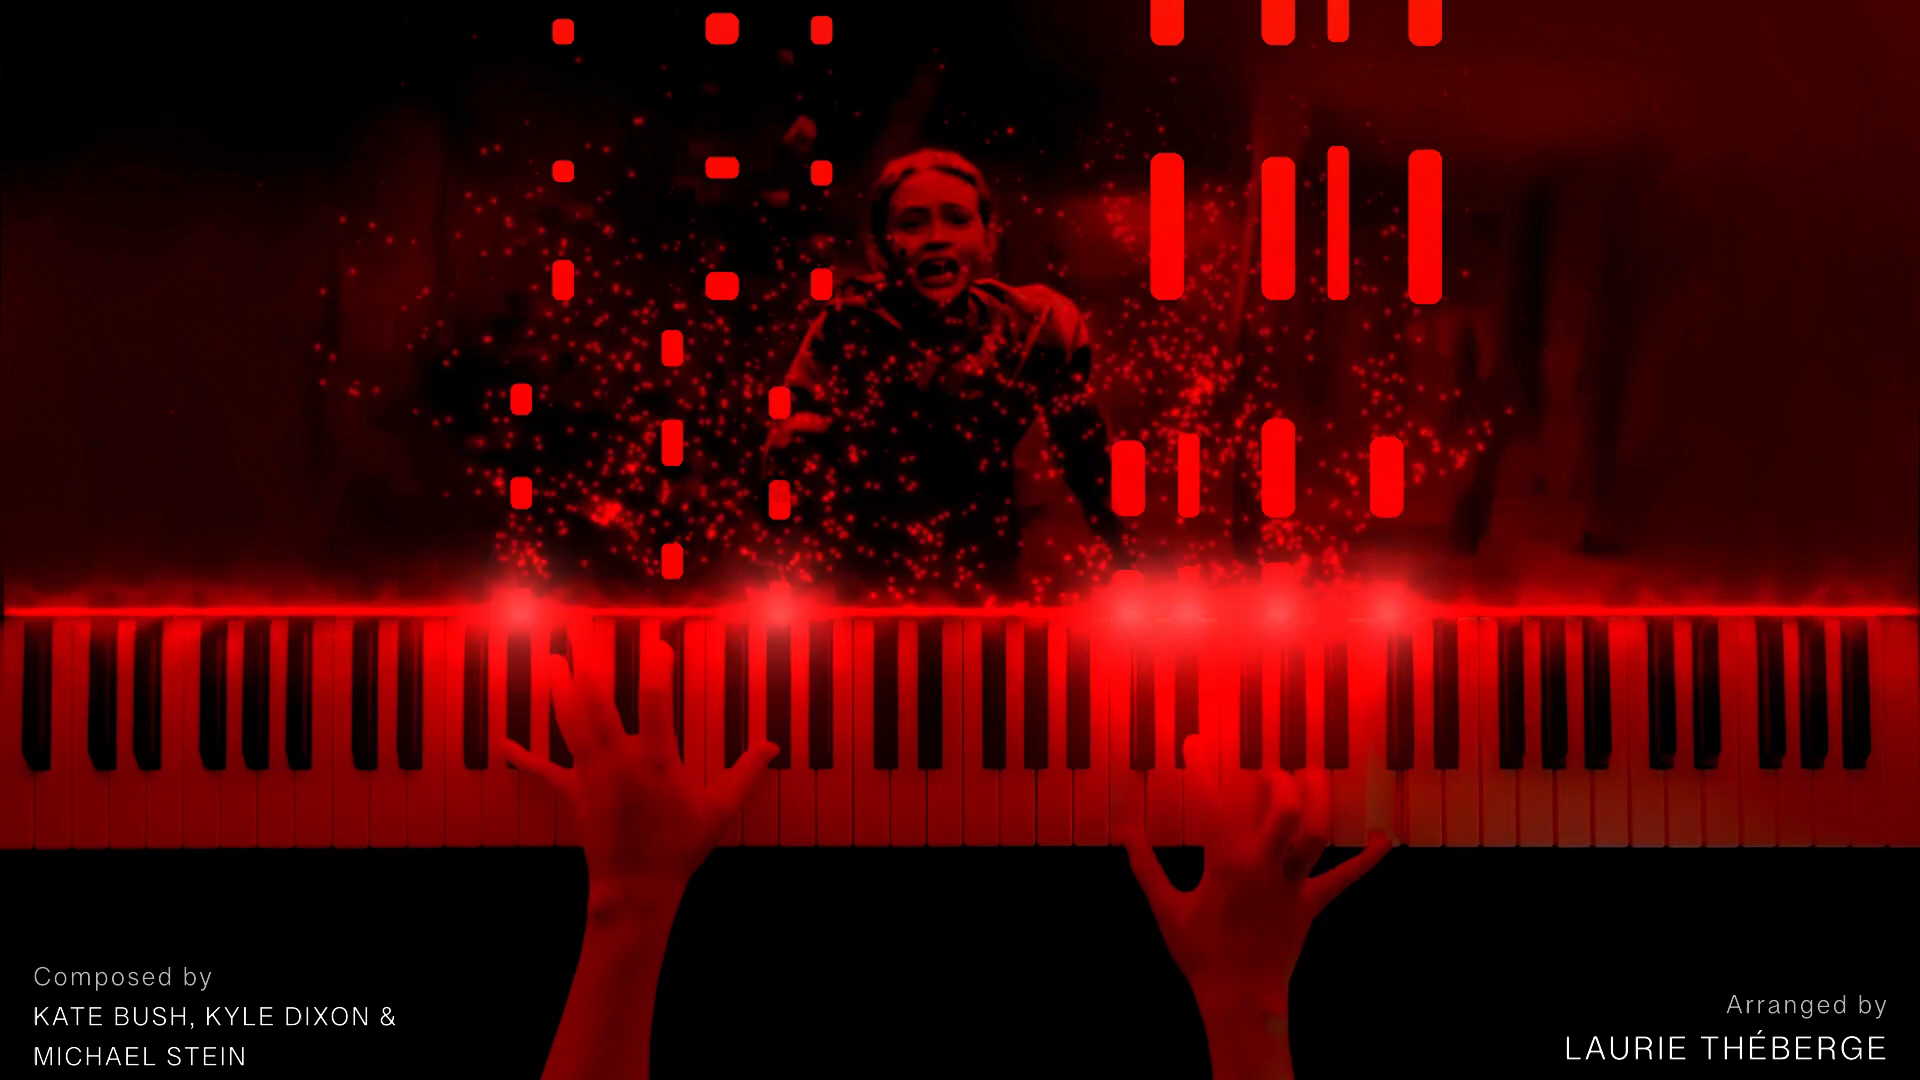 Composed by
KATE BUSH, KYLE DIXON &
MICHAEL STEIN
Arranged by
LAURIE THÉBERGE